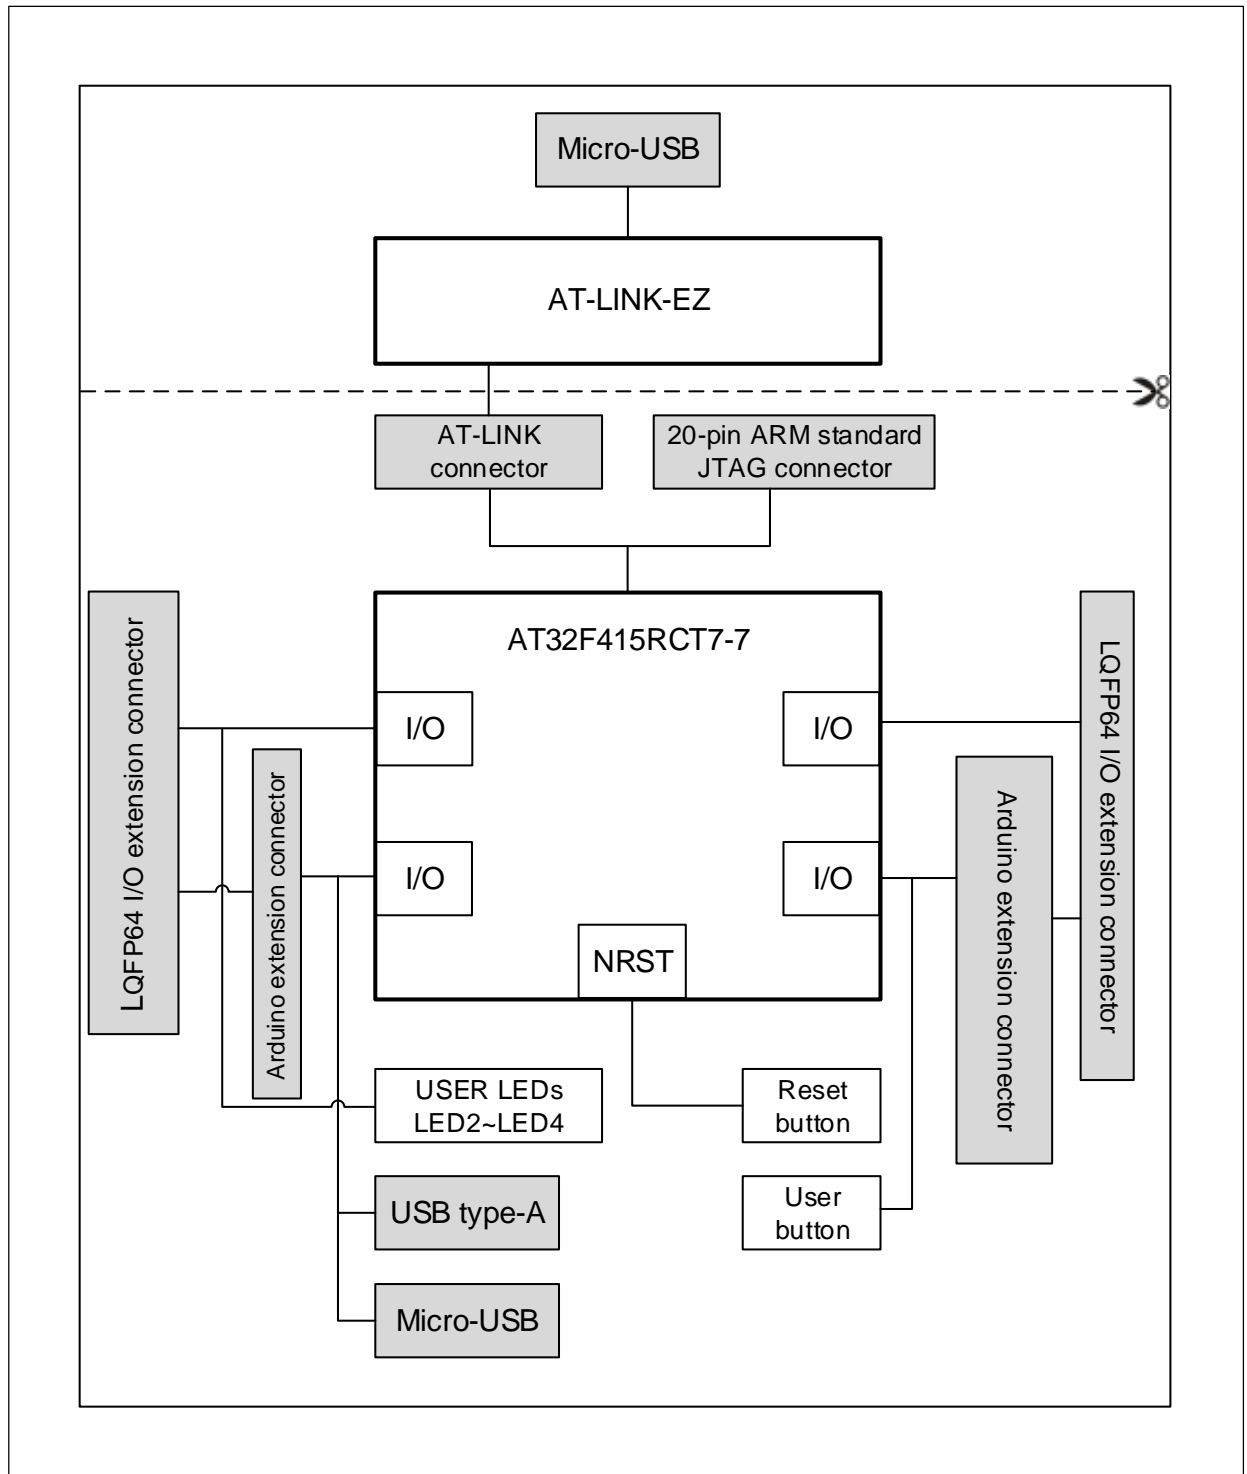 Micro-USB
AT-LINK-EZ
AT-LINK
connector
20-pin ARM standard
JTAG connector
AT32F415RCT7-7
LQFP64 I/O extension connector
I/O
I/O
LQFP64 I/O extension connector
Arduino extension connector
I/O
I/O
Arduino extension connector
NRST
USER LEDs
LED2~LED4
Reset
button
USB type-A
User
button
Micro-USB